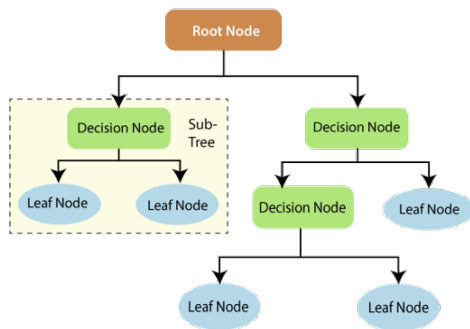 Root Node
Decision Node
Sub-
Tree
Decision Node
Leaf Node
Leaf Node
Decision Node
Leaf Node
Leaf Node
Leaf Node